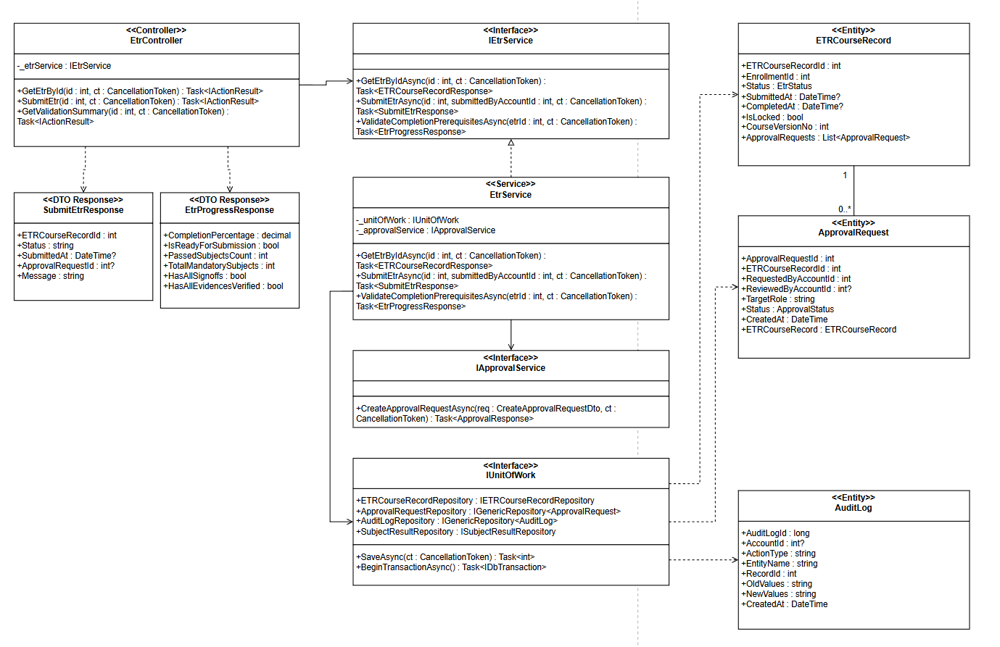 <<Controller>>
EtrController
-_etrService : IEtrService
+GetEtrById(id : int, ct : CancellationToken) : Task<IActionResult>
+SubmitEtr(id : int, ct : CancellationToken) : Task<IActionResult>
+GetValidationSummary(id : int, ct : CancellationToken) :
Task<IActionResult>
<<DTO Response>>
SubmitEtrResponse
+ETRCourseRecordId : int
+Status : string
+SubmittedAt : DateTime?
+ApprovalRequestId : int?
+Message : string
<<DTO Response>>
EtrProgressResponse
+CompletionPercentage : decimal
+IsReadyForSubmission : bool
+PassedSubjectsCount : int
+TotalMandatorySubjects : int
+HasAllSignoffs : bool
+HasAllEvidencesVerified : bool
<<Interface>>
IEtrService
+GetEtrByIdAsync(id : int, ct : CancellationToken) :
Task<ETRCourseRecordResponse>
+SubmitEtrAsync(id : int, submittedByAccountId : int, ct : CancellationToken) :
Task<SubmitEtrResponse>
+ValidateCompletionPrerequisitesAsync(etrId : int, ct : CancellationToken) :
Task<EtrProgressResponse>
<<Service>>
EtrService
-_unitOfWork : IUnitOfWork
-_approvalService : IApprovalService
+GetEtrByIdAsync(id : int, ct : CancellationToken) :
Task<ETRCourseRecordResponse>
+SubmitEtrAsync(id : int, submittedByAccountId : int, ct : CancellationToken) :
Task<SubmitEtrResponse>
+ValidateCompletionPrerequisitesAsync(etrId : int, ct : CancellationToken) :
Task<EtrProgressResponse>
<<Interface>>
IApprovalService
+CreateApprovalRequestAsync(req : CreateApprovalRequestDto, ct :
CancellationToken) : Task<ApprovalResponse>
<<Interface>>
IUnitOfWork
+ETRCourseRecordRepository : IETRCourseRecordRepository
+ApprovalRequestRepository : IGenericRepository<ApprovalRequest>
+AuditLogRepository : IGenericRepository<AuditLog>
+SubjectResultRepository : ISubjectResultRepository
+SaveAsync(ct : CancellationToken) : Task<int>
+BeginTransactionAsync() : Task<IDbTransaction>
<<Entity>>
ETRCourseRecord
+ETRCourseRecordId : int
+EnrollmentId : int
+Status : EtrStatus
+SubmittedAt : DateTime?
+CompletedAt : DateTime?
+IsLocked : bool
+CourseVersionNo : int
+ApprovalRequests : List<ApprovalRequest>
1
0..*
<<Entity>>
ApprovalRequest
+ApprovalRequestId : int
+ETRCourseRecordId : int
+RequestedByAccountId : int
+ReviewedByAccountId : int?
+TargetRole : string
+Status : ApprovalStatus
+CreatedAt : DateTime
+ETRCourseRecord : ETRCourseRecord
<<Entity>>
AuditLog
+AuditLogId : long
+AccountId : int?
+ActionType : string
+EntityName : string
+RecordId : int
+OldValues : string
+NewValues : string
+CreatedAt : DateTime